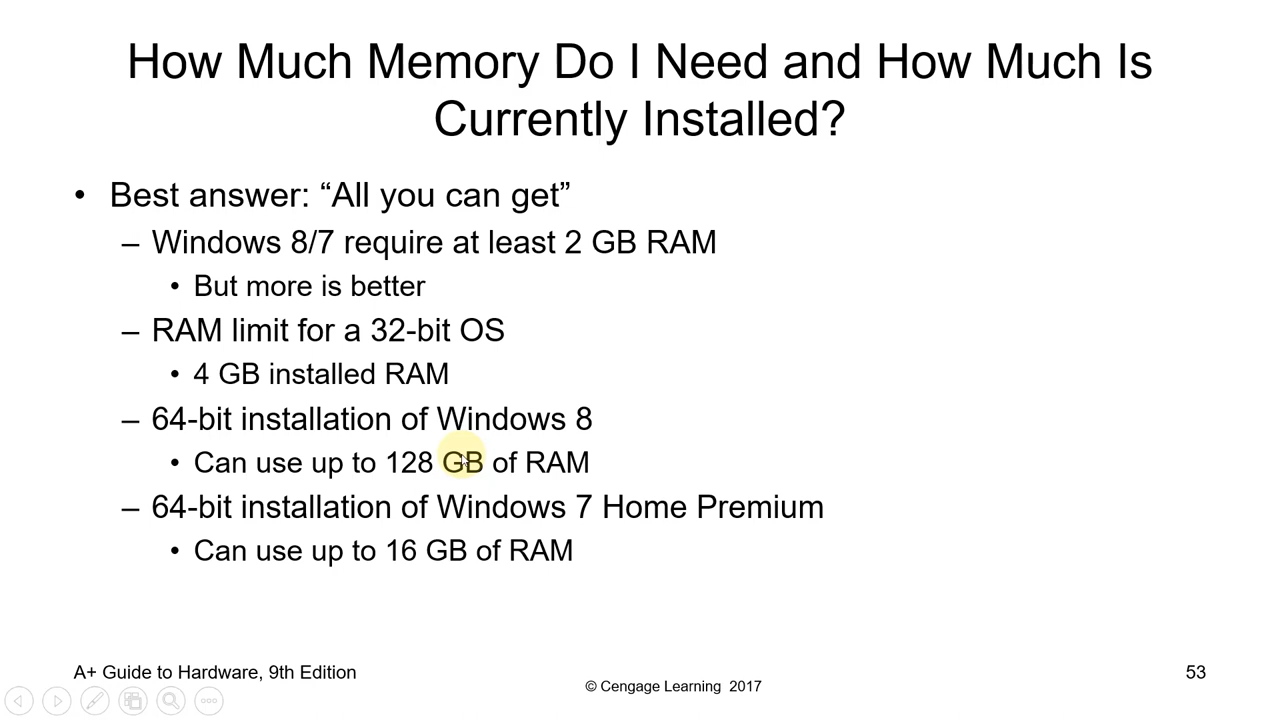 How Much Memory Do I Need and How Much Is
Currently Installed?
• Best answer: “All you can get”
– Windows 8/7 require at least 2 GB RAM
• But more is better
– RAM limit for a 32-bit OS
• 4 GB installed RAM
– 64-bit installation of Windows 8
• Can use up to 128 GB of RAM
– 64-bit installation of Windows 7 Home Premium
• Can use up to 16 GB of RAM
A+ Guide to Hardware, 9th Edition
© Cengage Learning 2017
53